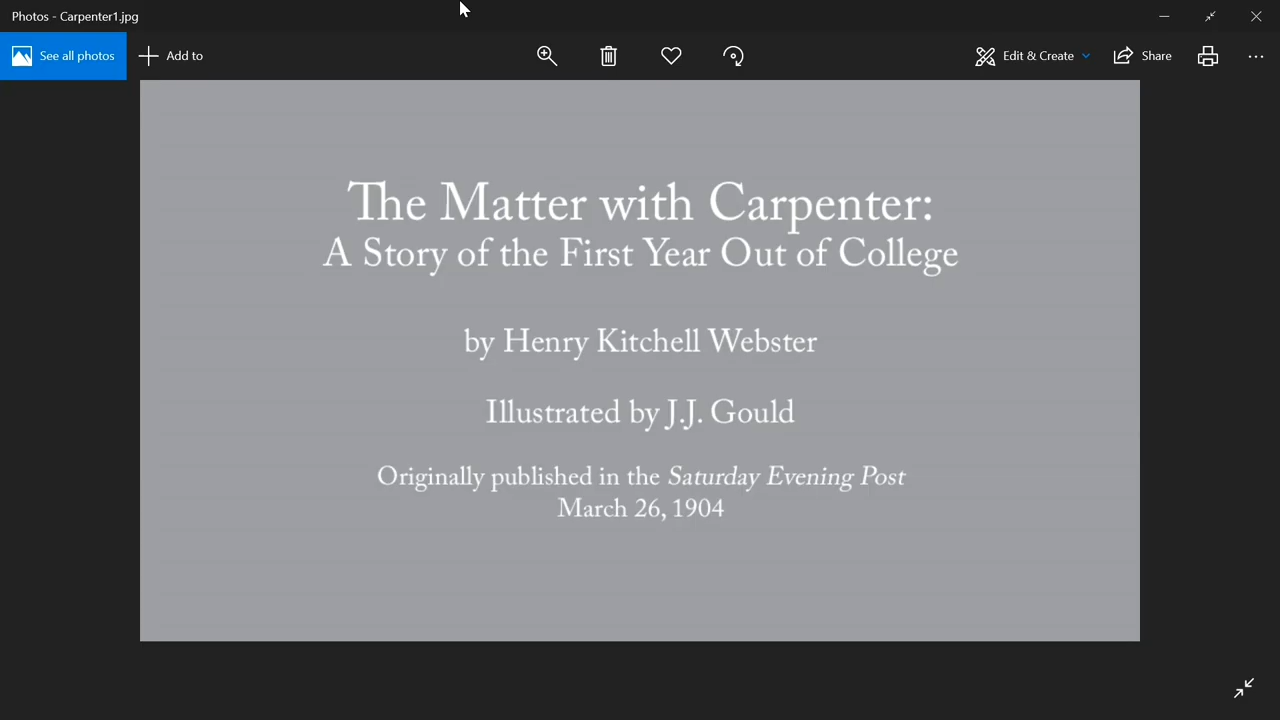 Photos - Carpenter1.jpg
See all photos
Add to
Edit & Create
Share
The Matter with Carpenter:
A Story of the First Year Out of College
by Henry Kitchell Webster
Illustrated by J.J. Gould
Originally published in the Saturday Evening Post
March 26, 1904